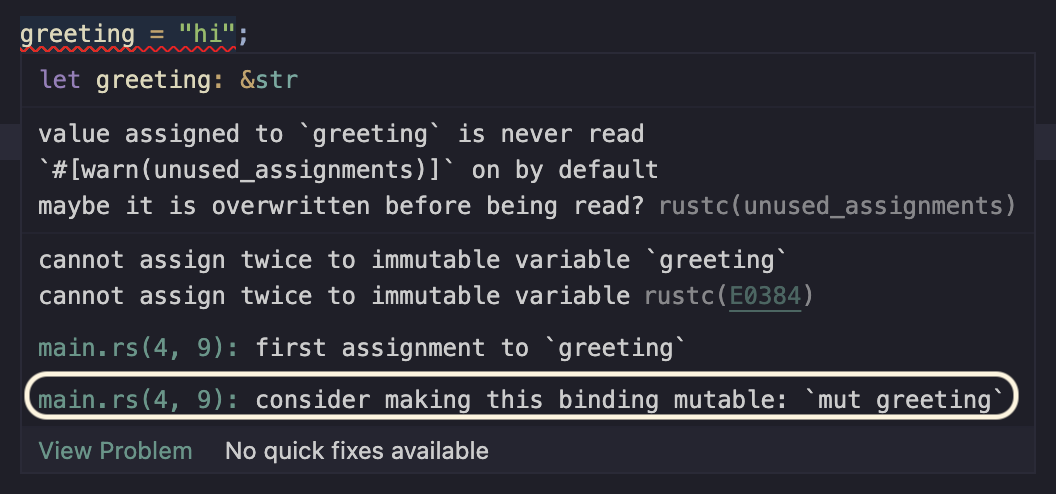 greeting = "hi";
let greeting: &str
value assigned to `greeting` is never read
`#[warn(unused_assignments)]` on by default
maybe it is overwritten before being read? rustc(unused_assignments)
cannot assign twice to immutable variable `greeting`
cannot assign twice to immutable variable rustc(E0384)
main.rs(4, 9): first assignment to `greeting`
main.rs(4, 9): consider making this binding mutable: `mut greeting`
View Problem No quick fixes available